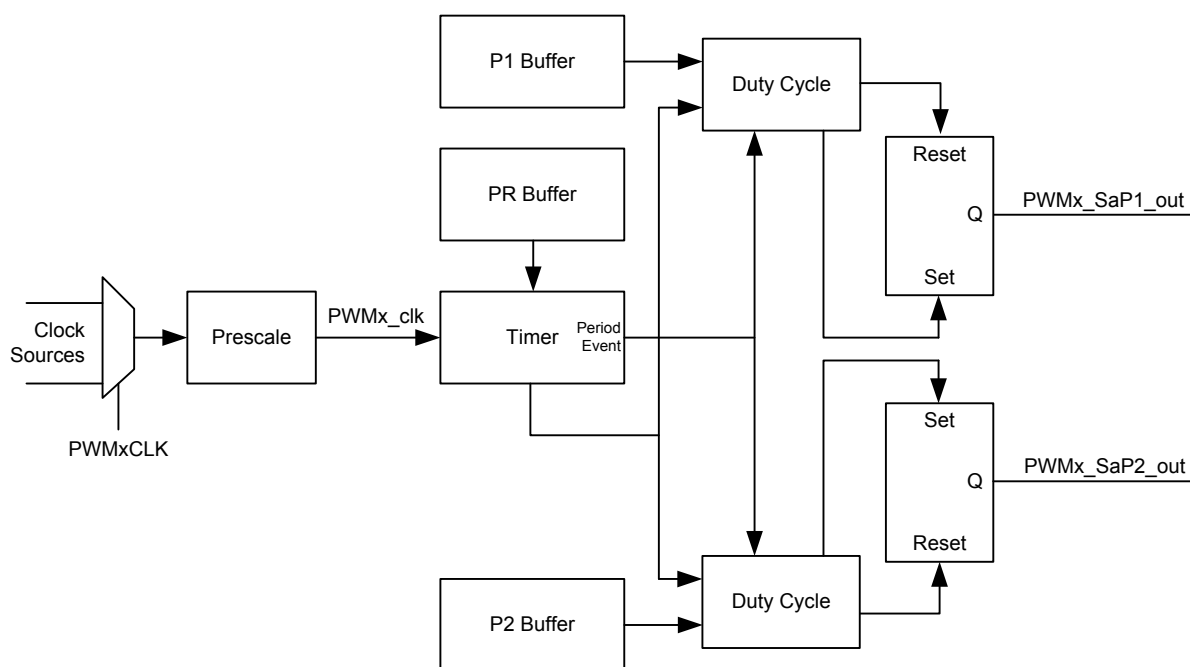 P1 Buffer
Duty Cycle
Reset
PR Buffer
Q
PWMx_SaP1_out
Set
Clock
Sources
Prescale
PWMx_clk
Timer
Period
Event
PWMxCLK
Set
Q
PWMx_SaP2_out
Reset
P2 Buffer
Duty Cycle